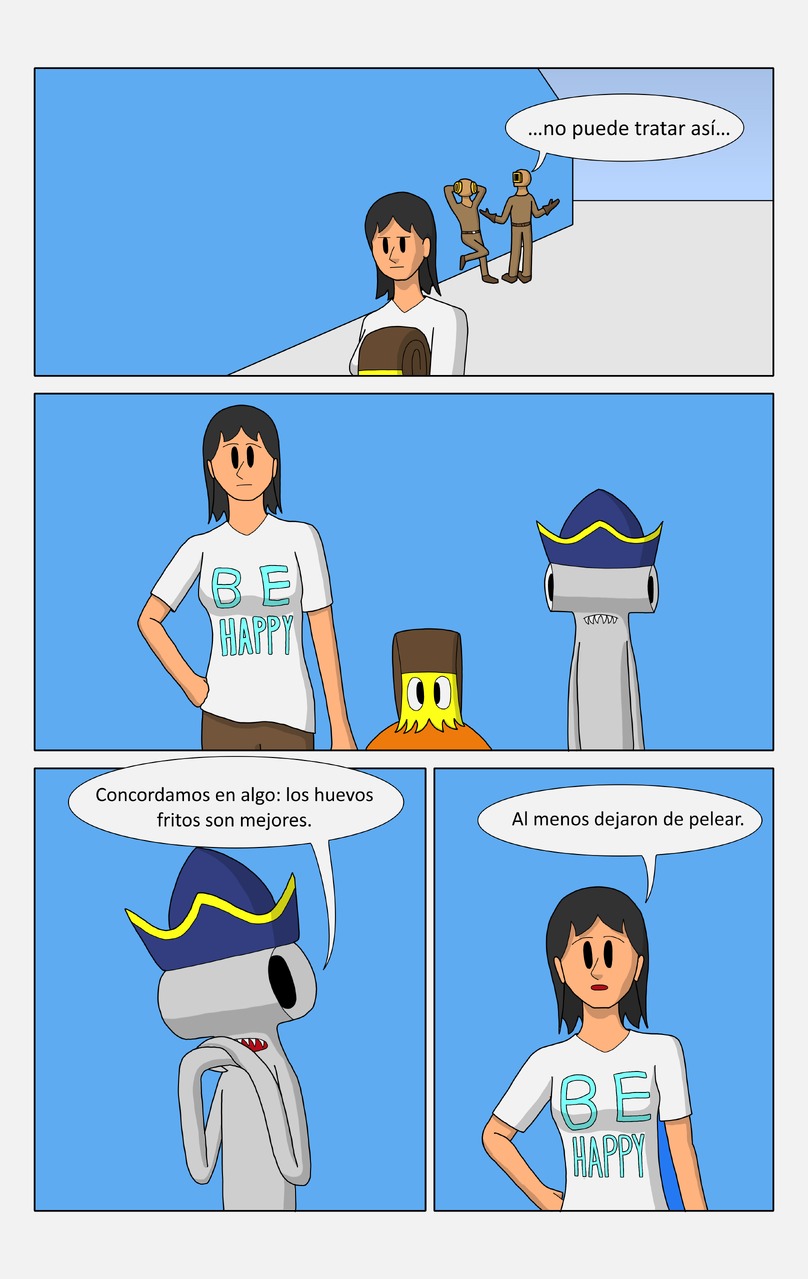 ...no puede tratar así...
B E
HAPPY
Concordamos en algo: los huevos
fritos son mejores.
Al menos dejaron de pelear.
BE
HAPPY